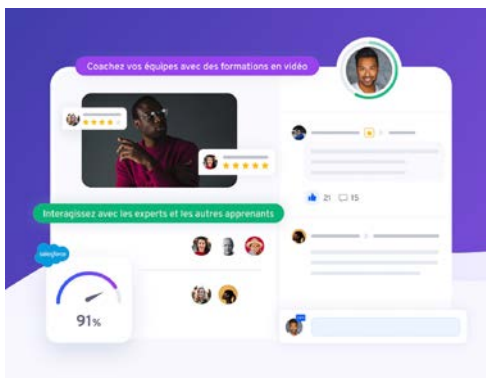 Coachez vos équipes avec des formations en vidéo
21 15
Interagissez avec les experts et les autres apprenants
salesforce
91%